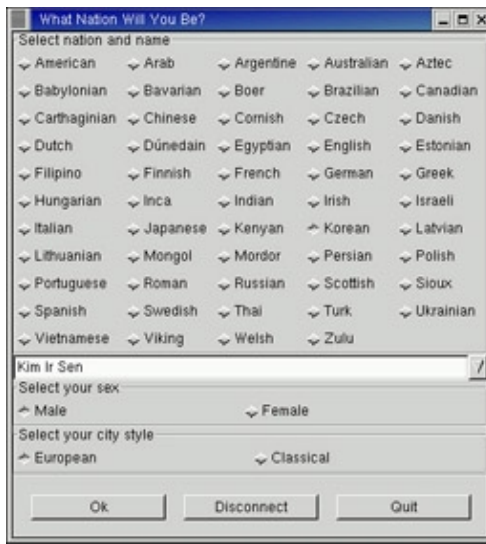 What Nation Will You Be?
Select nation and name
American Arab Argentine Australian Aztec
Babylonian Bavarian Boer Brazilian Canadian
Carthaginian Chinese Cornish Czech Danish
Dutch Dúnedain Egyptian English Estonian
Filipino Finnish French German Greek
Hungarian Inca Indian Irish Israeli
Italian Japanese Kenyan Korean Latvian
Lithuanian Mongol Mordor Persian Polish
Portuguese Roman Russian Scottish Sioux
Spanish Swedish Thai Turk Ukrainian
Vietnamese Viking Welsh Zulu
Kim Ir Sen
Select your sex
Male Female
Select your city style
European Classical
Ok Disconnect Quit